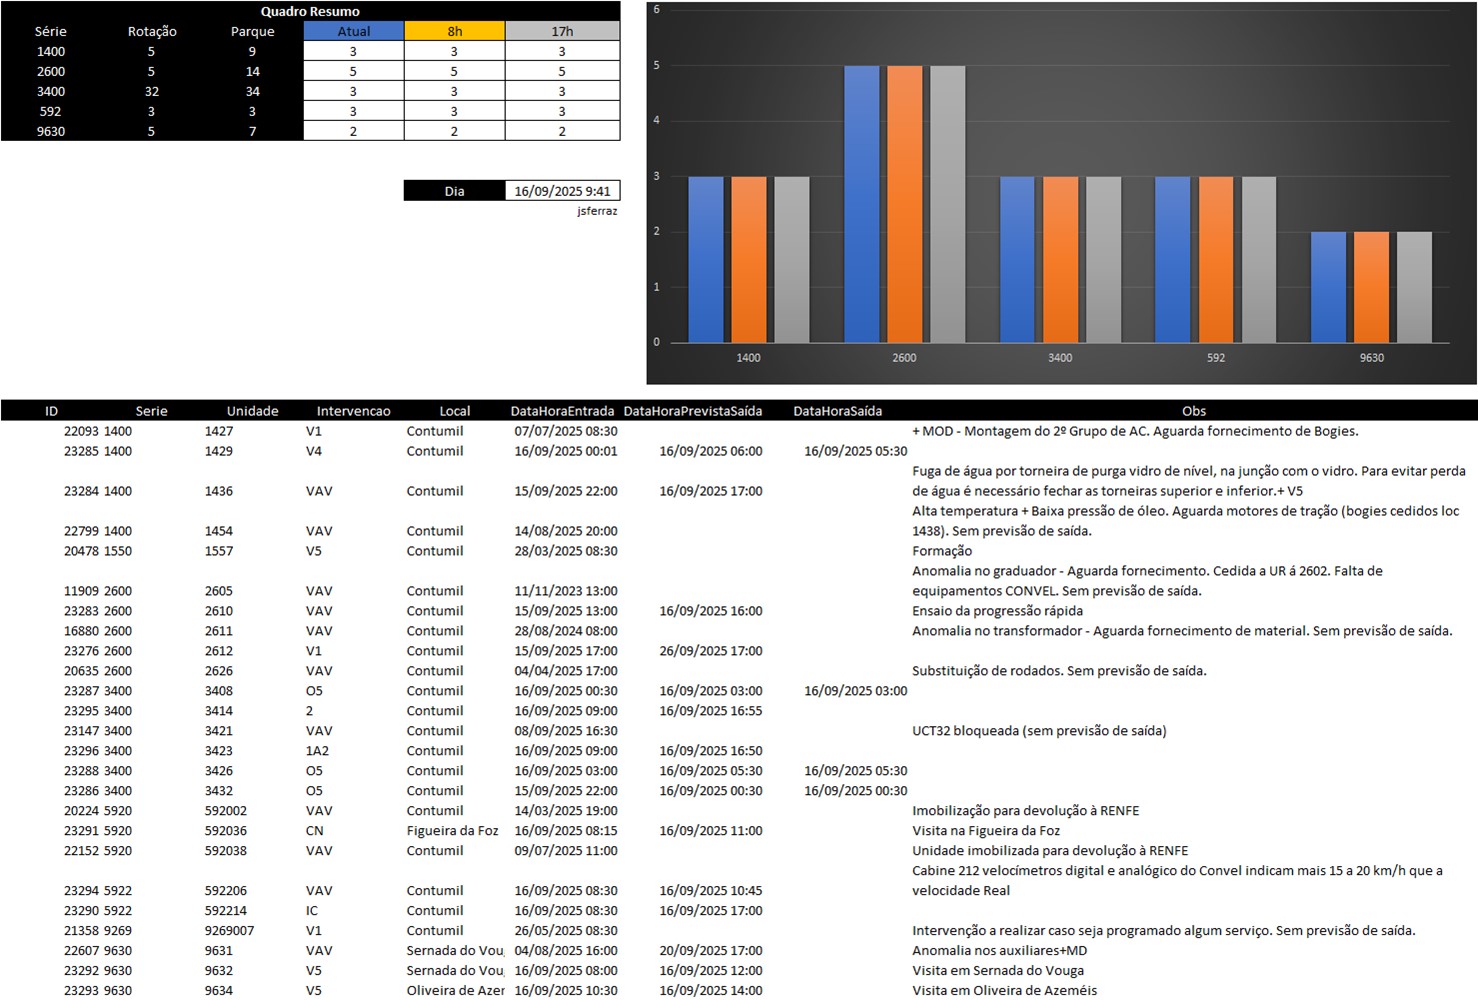 Quadro Resumo
Série Rotação Parque Atual 8h 17h
1400 5 9 3 3 3
2600 5 14 5 5 5
3400 32 34 3 3 3
592 3 3 3 3 3
9630 5 7 2 2 2
Dia 16/09/2025 9:41
jsferraz
6
5
4
3
2
1
0
1400 2600 3400 592 9630
ID Serie Unidade Intervencao Local DataHoraEntrada DataHoraPrevistaSaída DataHoraSaída Obs
22093 1400 1427 V1 Contumil 07/07/2025 08:30 + MOD - Montagem do 2º Grupo de AC. Aguarda fornecimento de Bogies.
23285 1400 1429 V4 Contumil 16/09/2025 00:01 16/09/2025 06:00 16/09/2025 05:30
Fuga de água por torneira de purga vidro de nível, na junção com o vidro. Para evitar perda
23284 1400 1436 VAV Contumil 15/09/2025 22:00 16/09/2025 17:00 de água é necessário fechar as torneiras superior e inferior.+ V5
Alta temperatura + Baixa pressão de óleo. Aguarda motores de tração (bogies cedidos loc
22799 1400 1454 VAV Contumil 14/08/2025 20:00 1438). Sem previsão de saída.
20478 1550 1557 V5 Contumil 28/03/2025 08:30 Formação
Anomalia no graduador - Aguarda fornecimento. Cedida a UR á 2602. Falta de
11909 2600 2605 VAV Contumil 11/11/2023 13:00 equipamentos CONVEL. Sem previsão de saída.
23283 2600 2610 VAV Contumil 15/09/2025 13:00 16/09/2025 16:00 Ensaio da progressão rápida
16880 2600 2611 VAV Contumil 28/08/2024 08:00 Anomalia no transformador - Aguarda fornecimento de material. Sem previsão de saída.
23276 2600 2612 V1 Contumil 15/09/2025 17:00 26/09/2025 17:00
20635 2600 2626 VAV Contumil 04/04/2025 17:00 Substituição de rodados. Sem previsão de saída.
23287 3400 3408 O5 Contumil 16/09/2025 00:30 16/09/2025 03:00 16/09/2025 03:00
23295 3400 3414 2 Contumil 16/09/2025 09:00 16/09/2025 16:55
23147 3400 3421 VAV Contumil 08/09/2025 16:30 UCT32 bloqueada (sem previsão de saída)
23296 3400 3423 1A2 Contumil 16/09/2025 09:00 16/09/2025 16:50
23288 3400 3426 O5 Contumil 16/09/2025 03:00 16/09/2025 05:30 16/09/2025 05:30
23286 3400 3432 O5 Contumil 15/09/2025 22:00 16/09/2025 00:30 16/09/2025 00:30
20224 5920 592002 VAV Contumil 14/03/2025 19:00 Imobilização para devolução à RENFE
23291 5920 592036 CN Figueira da Foz 16/09/2025 08:15 16/09/2025 11:00 Visita na Figueira da Foz
22152 5920 592038 VAV Contumil 09/07/2025 11:00 Unidade imobilizada para devolução à RENFE
Cabine 212 velocímetros digital e analógico do Convel indicam mais 15 a 20 km/h que a
23294 5922 592206 VAV Contumil 16/09/2025 08:30 16/09/2025 10:45 velocidade Real
23290 5922 592214 IC Contumil 16/09/2025 08:30 16/09/2025 17:00
21358 9269 9269007 V1 Contumil 26/05/2025 08:30 Intervenção a realizar caso seja programado algum serviço. Sem previsão de saída.
22607 9630 9631 VAV Sernada do Voug 04/08/2025 16:00 20/09/2025 17:00 Anomalia nos auxiliares+MD
23292 9630 9632 V5 Sernada do Voug 16/09/2025 08:00 16/09/2025 12:00 Visita em Sernada do Vouga
23293 9630 9634 V5 Oliveira de Azer 16/09/2025 10:30 16/09/2025 14:00 Visita em Oliveira de Azeméis